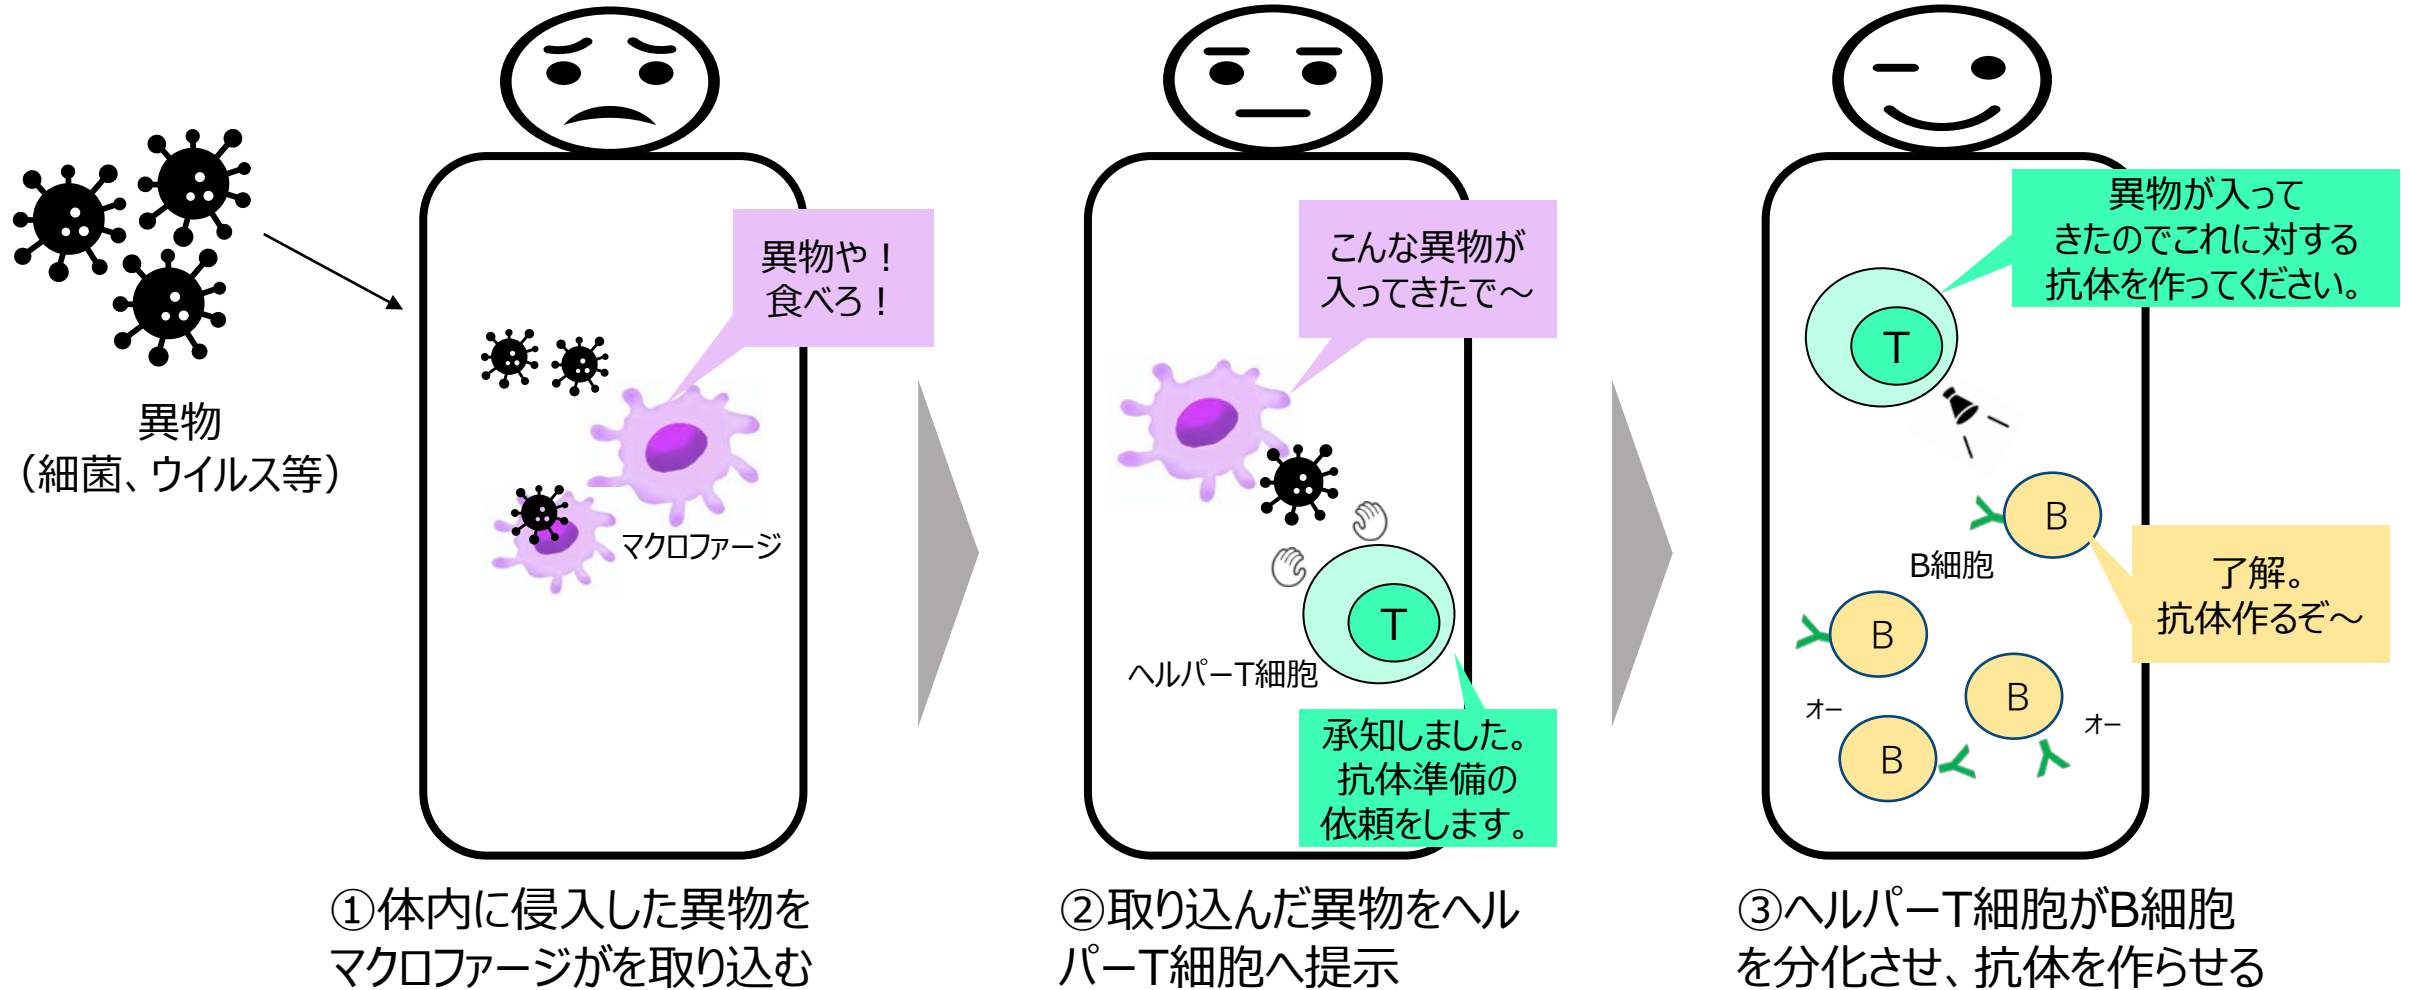 異物
（細菌、ウイルス等）
異物や！
食べろ！
マクロファージ
①体内に侵入した異物を
マクロファージがを取り込む
こんな異物が
入ってきたで～
ヘルパーT細胞
T
承知しました。
抗体準備の
依頼をします。
②取り込んだ異物をヘル
パーT細胞へ提示
異物が入って
きたのでこれに対する
抗体を作ってください。
T
B
B細胞
了解。
抗体作るぞ～
B
B
オー
オー
B
③ヘルパーT細胞がB細胞
を分化させ、抗体を作らせる